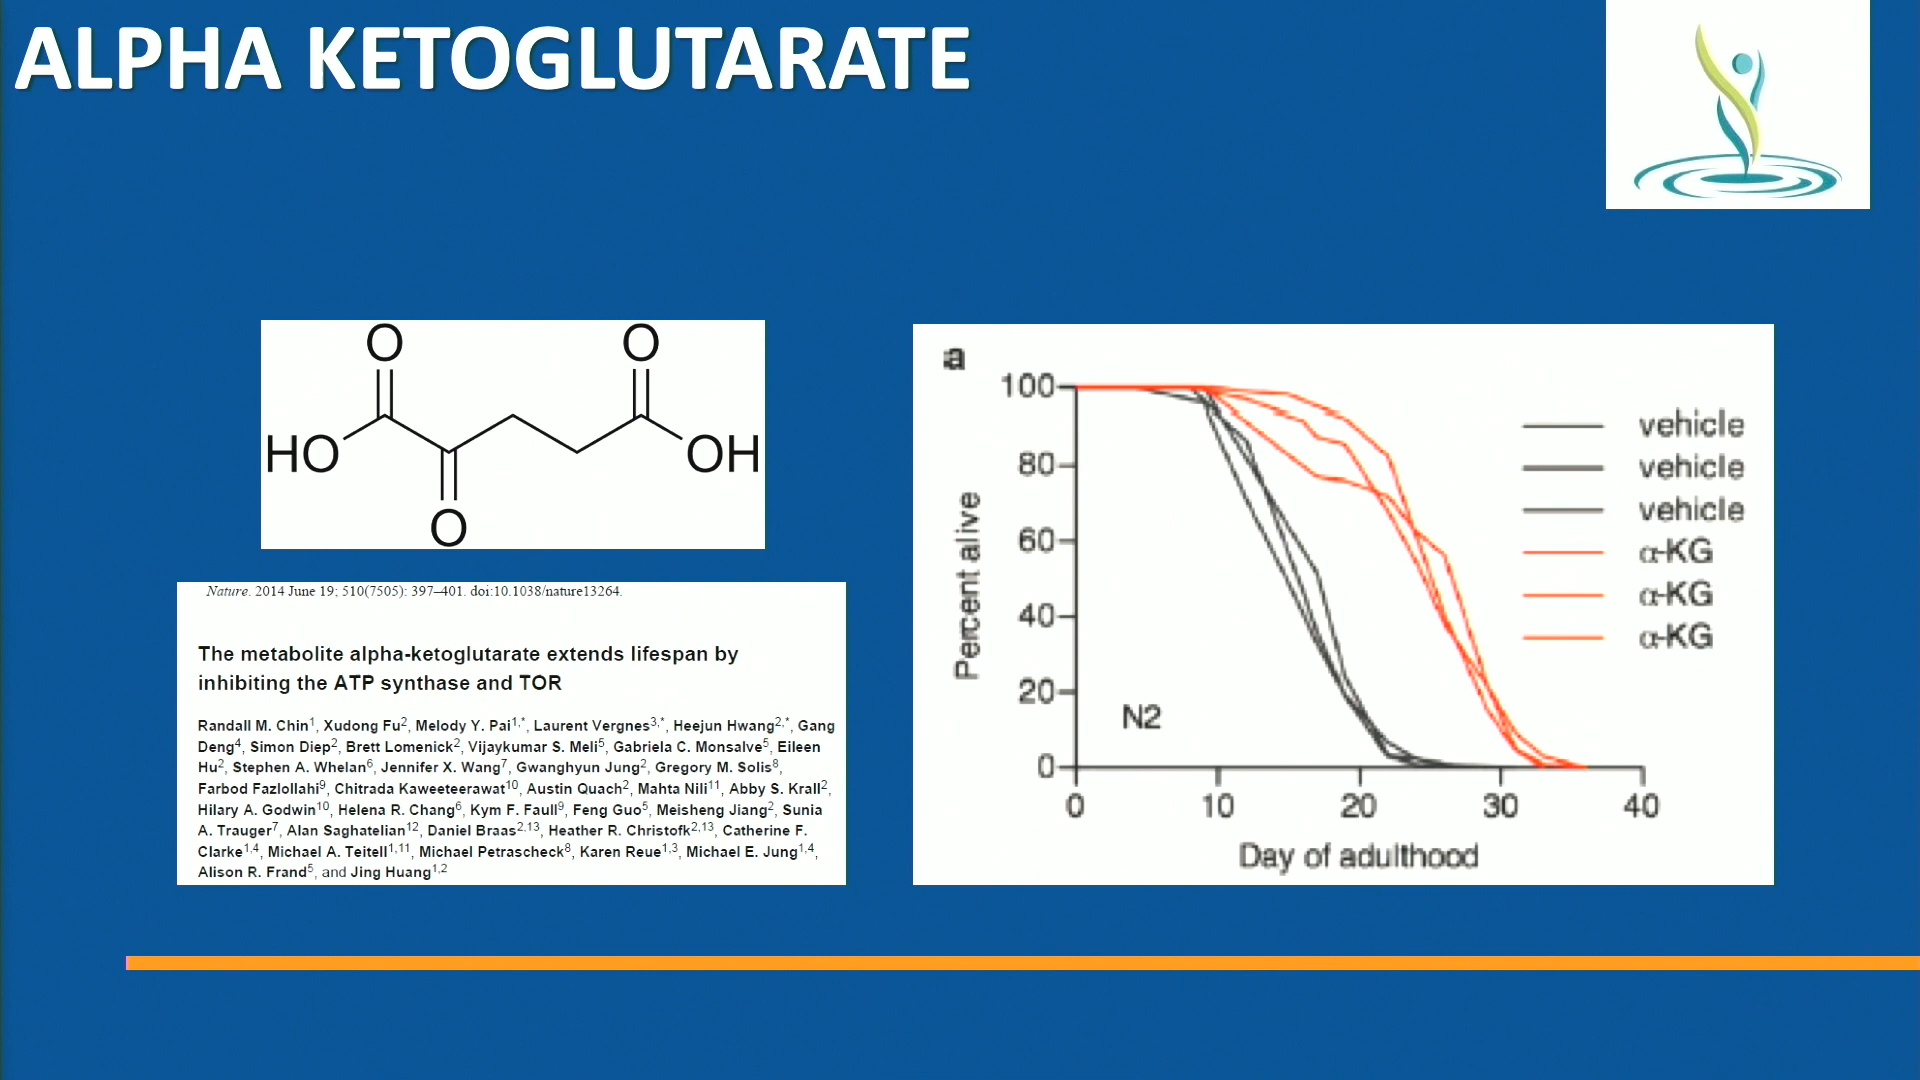 ALPHA KETOGLUTARATE
O
O
HO
OH
O
Nature. 2014 June 19; 510(7505): 397–401. doi:10.1038/nature13264.
The metabolite alpha-ketoglutarate extends lifespan by
inhibiting the ATP synthase and TOR
Randall M. Chin1, Xudong Fu2, Melody Y. Pai1,*, Laurent Vergnes3,*, Heejun Hwang2,*, Gang
Deng4, Simon Diep2, Brett Lomenick2, Vijaykumar S. Meli5, Gabriela C. Monsalve5, Eileen
Hu2, Stephen A. Whelan6, Jennifer X. Wang7, Gwanghyun Jung2, Gregory M. Solis8,
Farbod Fazlollahi9, Chitrada Kaweeteerawat10, Austin Quach2, Mahta Nili11, Abby S. Krall2,
Hilary A. Godwin10, Helena R. Chang6, Kym F. Faull9, Feng Guo5, Meisheng Jiang2, Sunia
A. Trauger7, Alan Saghatelian12, Daniel Braas2,13, Heather R. Christofk2,13, Catherine F.
Clarke1,4, Michael A. Teitell1,11, Michael Petrascheck8, Karen Reue1,3, Michael E. Jung1,4,
Alison R. Frand5, and Jing Huang1,2
a
Percent alive
100
80
60
40
20
0
N2
vehicle
vehicle
vehicle
α-KG
α-KG
α-KG
0 10 20 30 40
Day of adulthood